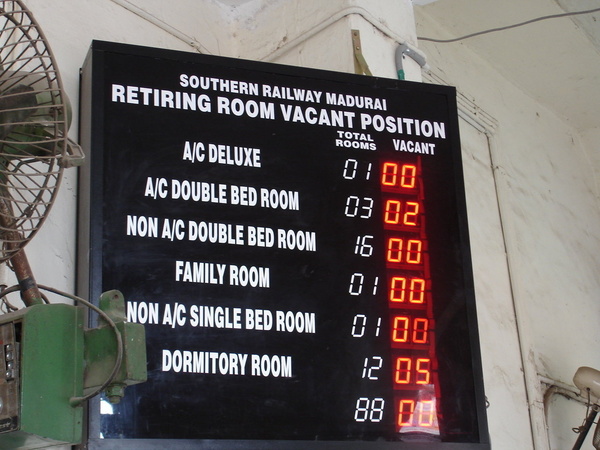 SOUTHERN RAILWAY MADURAI
RETIRING ROOM VACANT POSITION
TOTAL ROOMS VACANT
A/C DELUXE 01 00
A/C DOUBLE BED ROOM 03 02
NON A/C DOUBLE BED ROOM 16 00
FAMILY ROOM 01 00
NON A/C SINGLE BED ROOM 01 00
DORMITORY ROOM 12 05
88 00